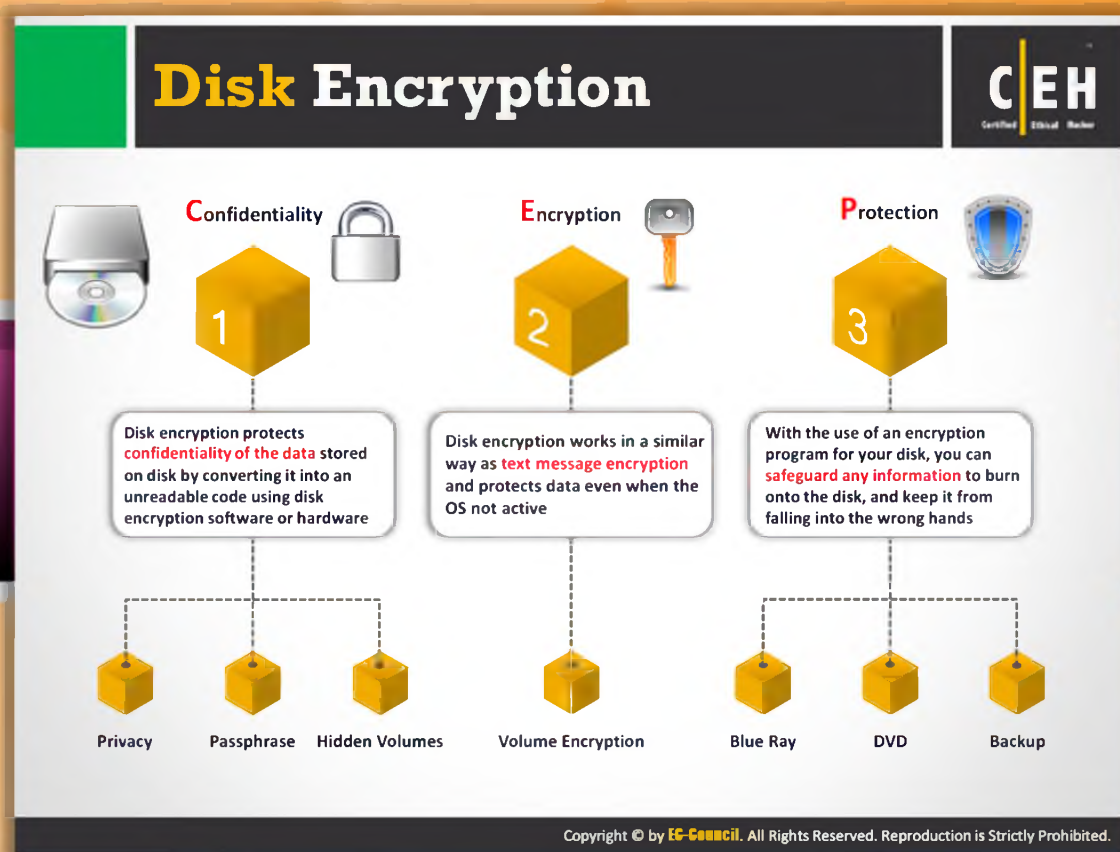 Disk Encryption
CEH
Certified Ethical Hacker
Confidentiality
Encryption
Protection
1
2
3
Disk encryption protects
confidentiality of the data stored
on disk by converting it into an
unreadable code using disk
encryption software or hardware
Disk encryption works in a similar
way as text message encryption
and protects data even when the
OS not active
With the use of an encryption
program for your disk, you can
safeguard any information to burn
onto the disk, and keep it from
falling into the wrong hands
Privacy
Passphrase
Hidden Volumes
Volume Encryption
Blue Ray
DVD
Backup
Copyright © by EC-Council. All Rights Reserved. Reproduction is Strictly Prohibited.